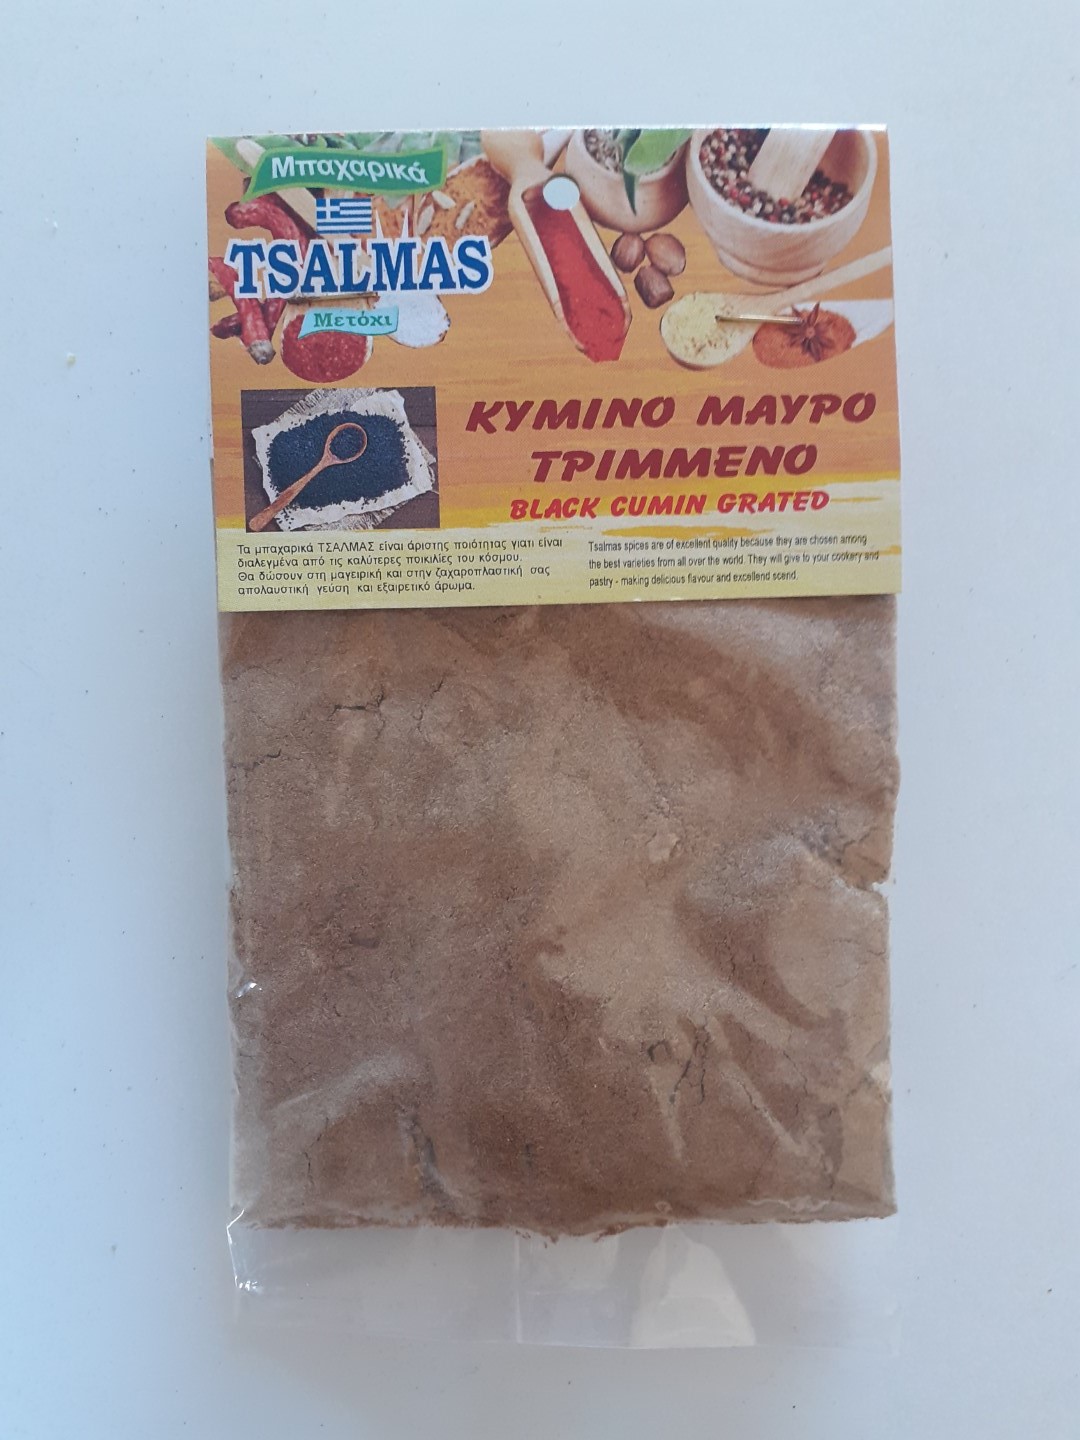 Μπαχαρικά
TSALMAS
Μετόχι
ΚΥΜΙΝΟ ΜΑΥΡΟ
ΤΡΙΜΜΕΝΟ
BLACK CUMIN GRATED
Τα μπαχαρικά ΤΣΑΛΜΑΣ είναι άριστης ποιότητας γιατι είναι
διαλεγμένα από τις καλύτερες ποικιλίες του κόσμου.
Θα δώσουν στη μαγειρική και στην ζαχαροπλαστική σας
απολαυστική γεύση και εξαιρετικό άρωμα.
Tsalmas spices are of excellent quality because they are chosen among
the best varieties from all over the world. They will give to your cookery and
pastry - making delicious flavour and excellend scend.